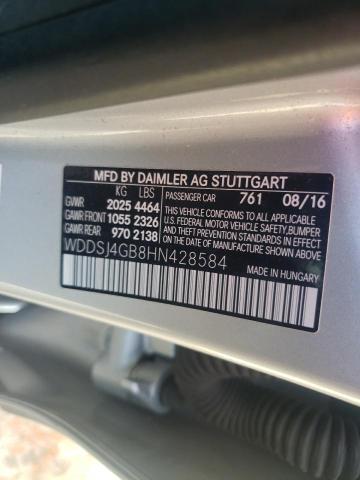 MFD BY DAIMLER AG STUTTGART
KG LBS PASSENGER CAR 761 08/16
GVWR 2025 4464
GAWR FRONT 1055 2326
GAWR REAR 970 2138
THIS VEHICLE CONFORMS TO ALL APPLICABLE
U.S. FEDERAL MOTOR VEHICLE SAFETY, BUMPER
AND THEFT PREVENTION STANDARDS IN EFFECT
ON THE DATE OF MANUFACTURE SHOWN ABOVE
WDDSJ4GB8HN428584
MADE IN HUNGARY